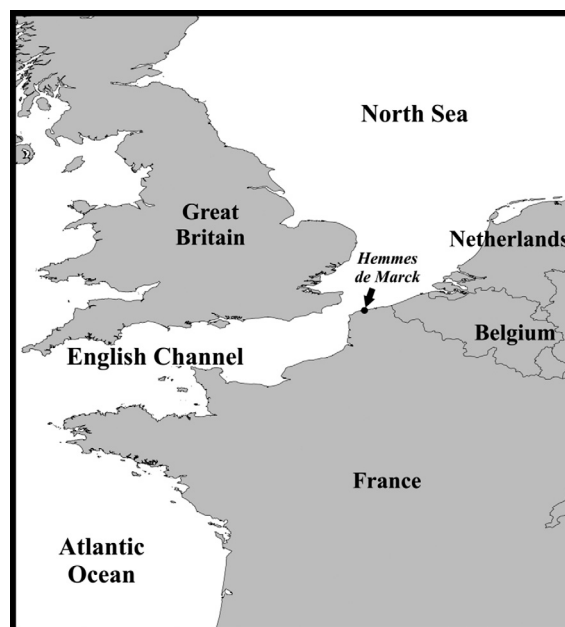 North Sea
Great
Britain
Netherlands
Hemmes
de Marck
Belgium
English Channel
France
Atlantic
Ocean